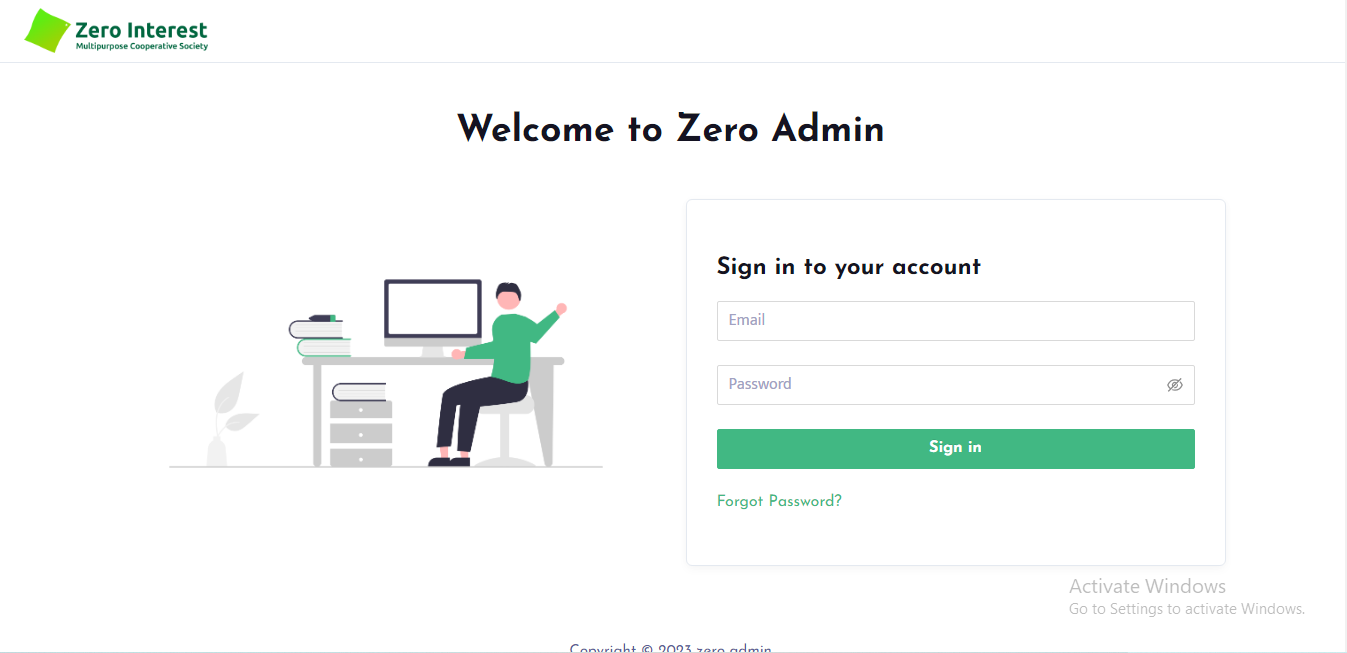 Zero Interest
Multipurpose Cooperative Society
Welcome to Zero Admin
Sign in to your account
Email
Password
Sign in
Forgot Password?
Activate Windows
Go to Settings to activate Windows.
Copyright © 2023 zero admin